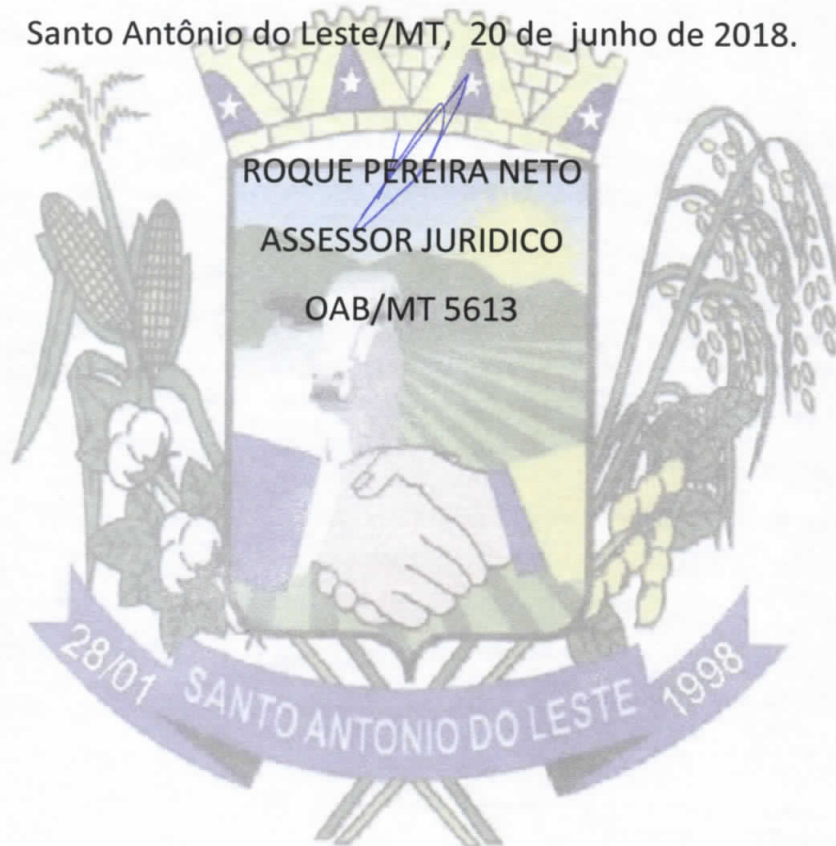 Santo Antônio do Leste/MT, 20 de junho de 2018.
ROQUE PEREIRA NETO
ASSESSOR JURIDICO
OAB/MT 5613
28/01 SANTO ANTONIO DO LESTE 1998